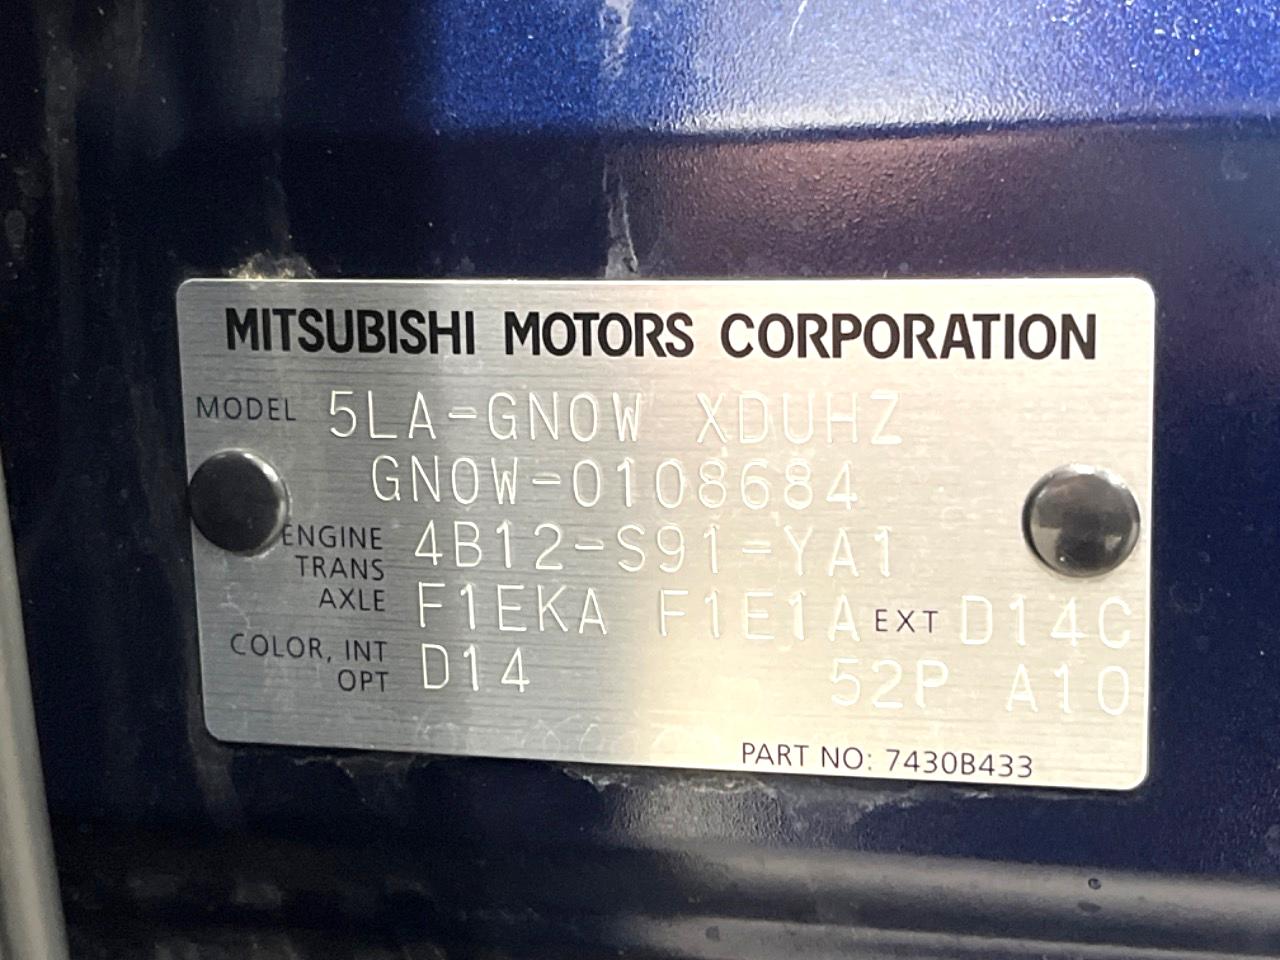 MITSUBISHI MOTORS CORPORATION
MODEL 5LA-GN0W XDUHZ
GN0W-0108684
ENGINE 4B12-S91-YA1
TRANS
AXLE F1EKA F1E1A EXT D14C
COLOR, INT
OPT D14 52P A10
PART NO: 7430B433